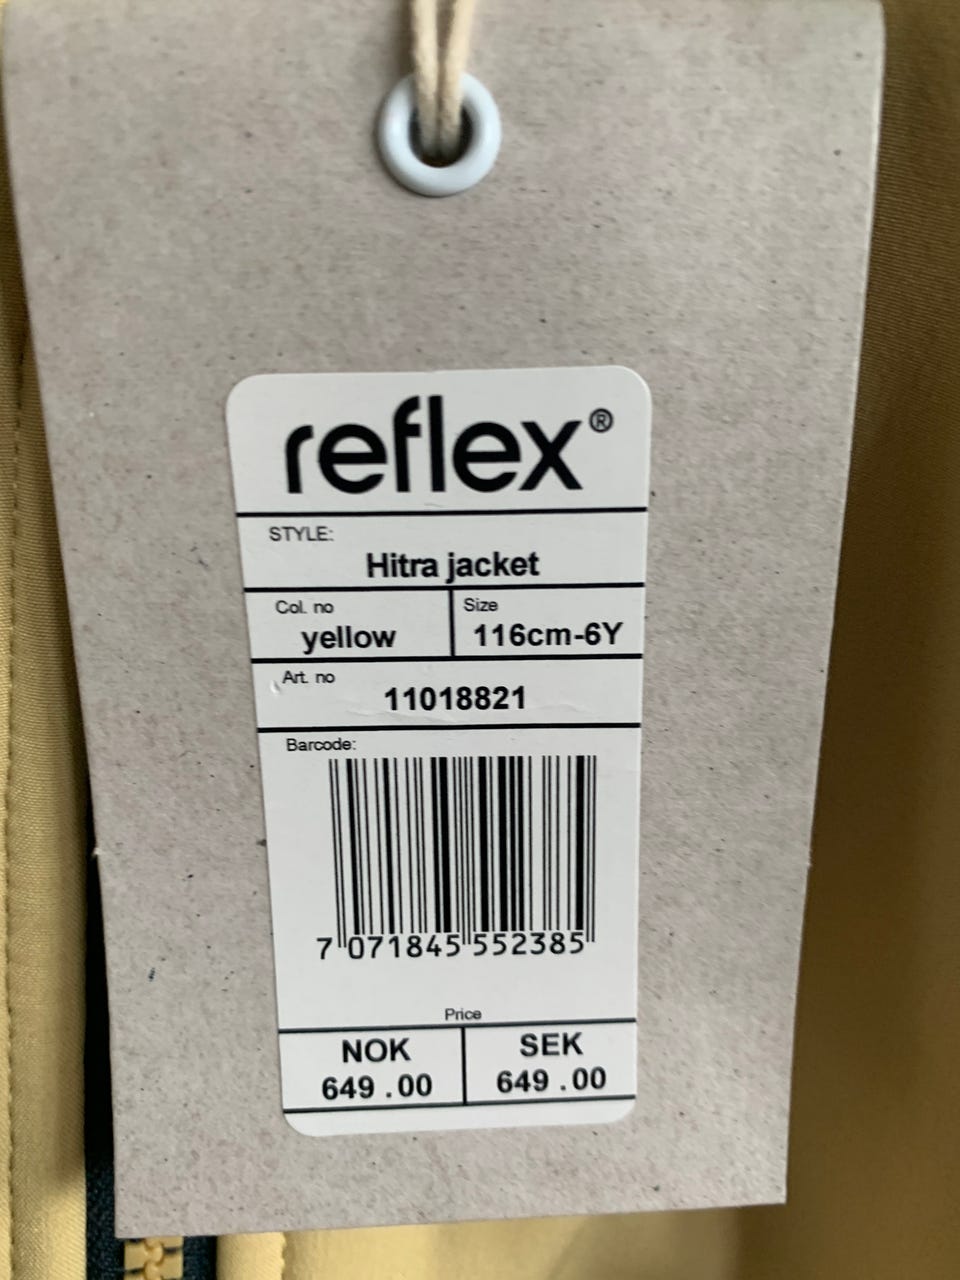 reflex®
STYLE:
Hitra jacket
Col. no
yellow
Size
116cm-6Y
Art. no
11018821
Barcode:
7 071845 552385
Price
NOK
649 .00
SEK
649 .00